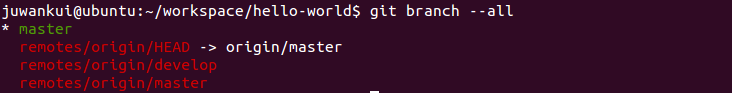 juwankui@ubuntu:~/workspace/hello-world$ git branch --all
* master
remotes/origin/HEAD -> origin/master
remotes/origin/develop
remotes/origin/master